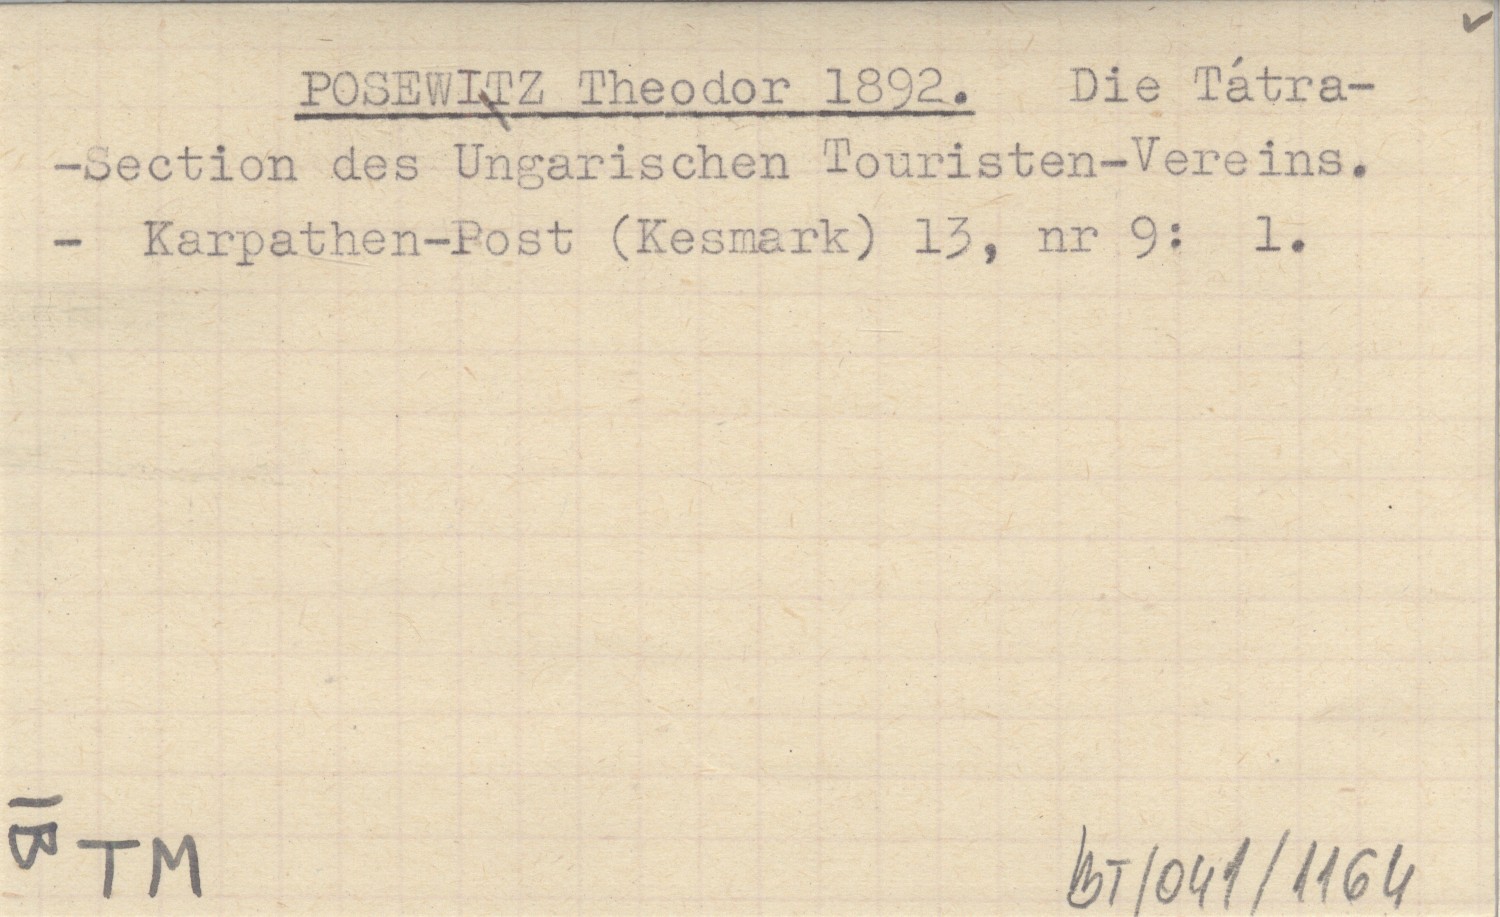 POSEWITZ Theodor 1892. Die Tátra-
-Section des Ungarischen Touristen-Vereins.
- Karpathen-Post (Kesmark) 13, nr 9: 1.
IB TM
BT/041/1164